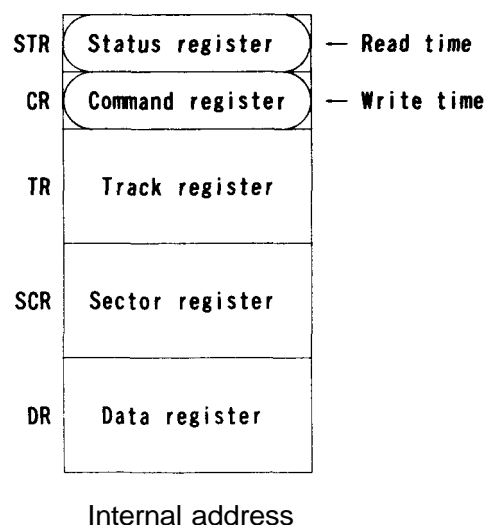 STR Status register ← Read time
CR Command register ← Write time
TR Track register
SCR Sector register
DR Data register
Internal address